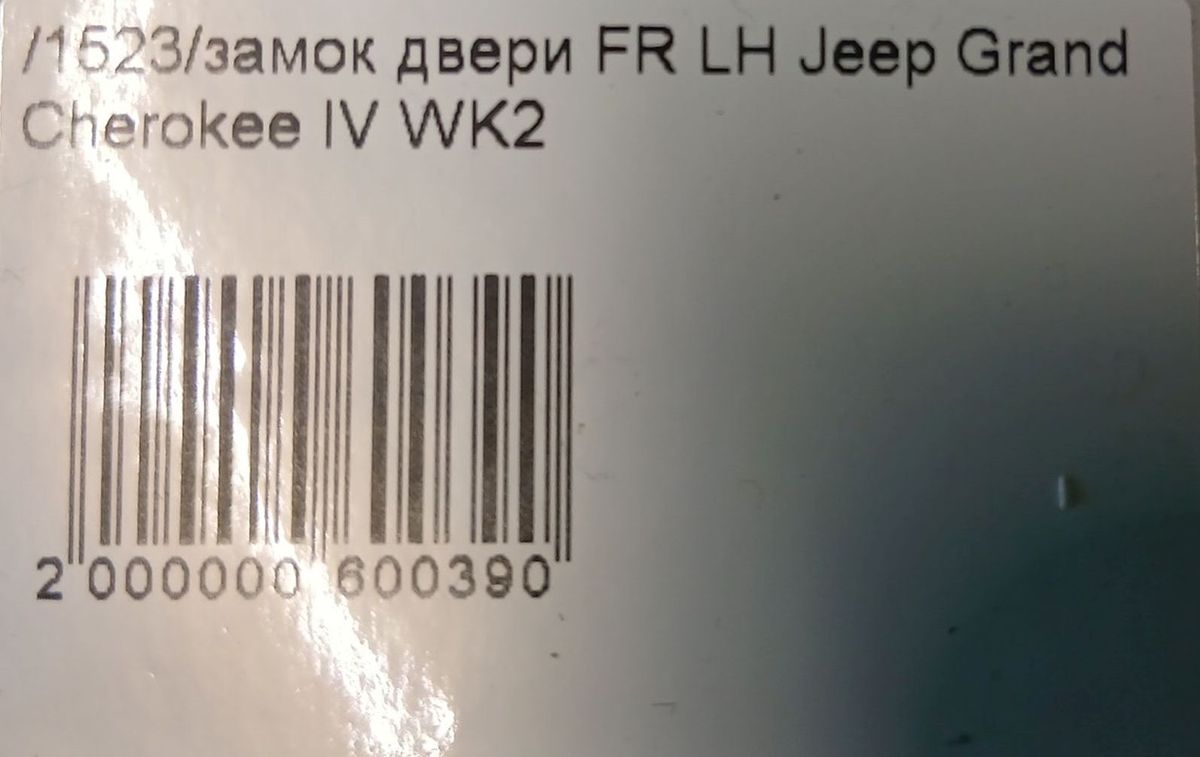 /1523/замок двери FR LH Jeep Grand
Cherokee IV WK2
2 000000 600390